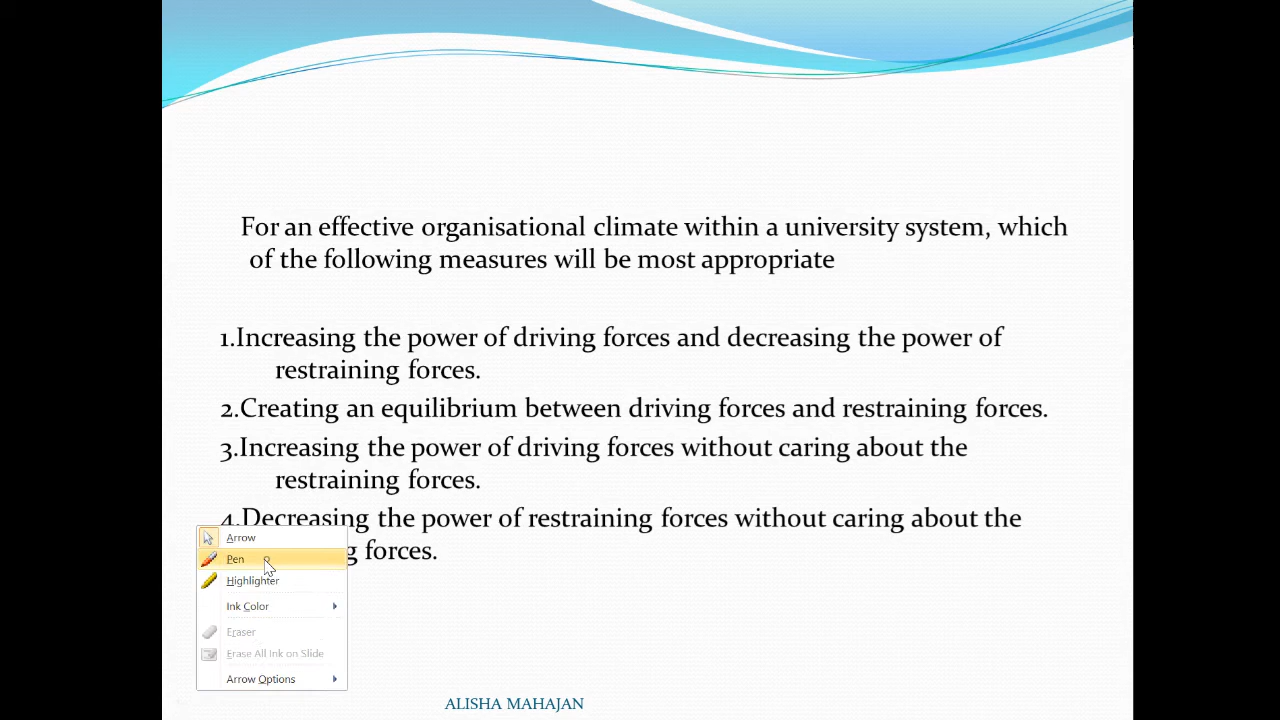 For an effective organisational climate within a university system, which
of the following measures will be most appropriate
1.Increasing the power of driving forces and decreasing the power of
restraining forces.
2.Creating an equilibrium between driving forces and restraining forces.
3.Increasing the power of driving forces without caring about the
restraining forces.
4.Decreasing the power of restraining forces without caring about the
forces.
Arrow
Pen
Highlighter
Ink Color
Eraser
Erase All Ink on Slide
Arrow Options
ALISHA MAHAJAN